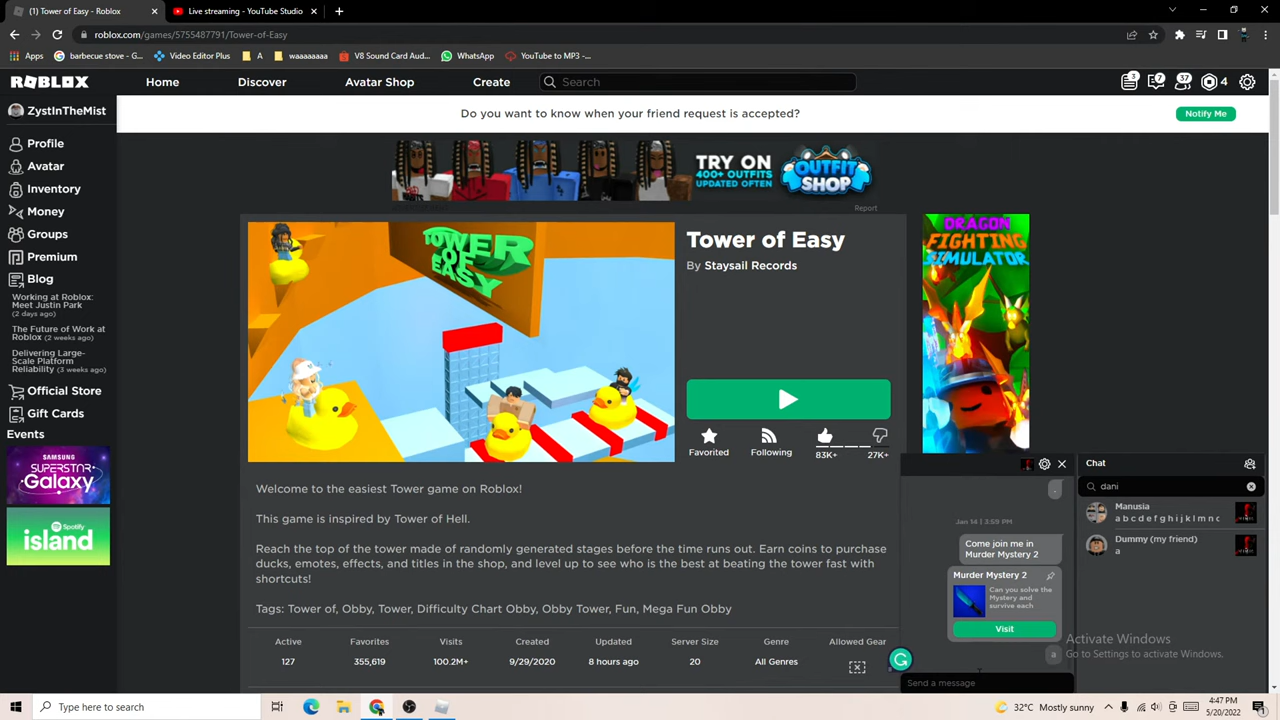 (1) Tower of Easy - Roblox
Live streaming - YouTube Studio
roblox.com/games/5755487791/Tower-of-Easy
Apps
barbecue stove - G...
Video Editor Plus
A
waaaaaaa
V8 Sound Card Aud...
WhatsApp
YouTube to MP3 –...
ROBLOX
Home
Discover
Avatar Shop
Create
Search
3
7
37
4
ZystInTheMist
Do you want to know when your friend request is accepted?
Notify Me
Profile
Avatar
Inventory
Money
Groups
Premium
Blog
Working at Roblox:
Meet Justin Park
(2 days ago)
The Future of Work at
Roblox (2 weeks ago)
Delivering Large-
Scale Platform
Reliability (3 weeks ago)
Official Store
Gift Cards
Events
SAMSUNG
SUPERSTAR
GALAXY
Spotify
island
TRY ON
400+ OUTFITS
UPDATED OFTEN
OUTFIT
SHOP
Report
TOWER
OF
EASY
Tower of Easy
By Staysail Records
Favorited
Following
83K+
27K+
DRAGON
FIGHTING
SIMULATOR
Welcome to the easiest Tower game on Roblox!
This game is inspired by Tower of Hell.
Reach the top of the tower made of randomly generated stages before the time runs out. Earn coins to purchase
ducks, emotes, effects, and titles in the shop, and level up to see who is the best at beating the tower fast with
shortcuts!
Tags: Tower of, Obby, Tower, Difficulty Chart Obby, Obby Tower, Fun, Mega Fun Obby
Active
Favorites
Visits
Created
Updated
Server Size
Genre
Allowed Gear
127
355,619
100.2M+
9/29/2020
8 hours ago
20
All Genres
.
Jan 14 | 3:59 PM
Come join me in
Murder Mystery 2
Murder Mystery 2
Can you solve the
Mystery and
survive each
Visit
a
Send a message
Chat
dani
Manusia
a b c d e f g h i j k l m n o
Dummy (my friend)
a
Activate Windows
Go to Settings to activate Windows.
Type here to search
32°C Mostly sunny
4:47 PM
5/20/2022